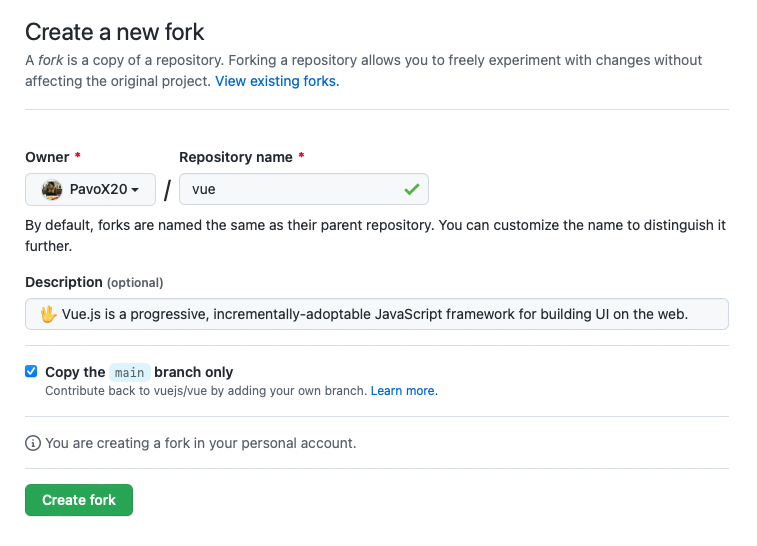 Create a new fork
A fork is a copy of a repository. Forking a repository allows you to freely experiment with changes without
affecting the original project. View existing forks.
Owner * Repository name *
PavoX20 / vue
By default, forks are named the same as their parent repository. You can customize the name to distinguish it
further.
Description (optional)
🖖 Vue.js is a progressive, incrementally-adoptable JavaScript framework for building UI on the web.
Copy the main branch only
Contribute back to vuejs/vue by adding your own branch. Learn more.
You are creating a fork in your personal account.
Create fork